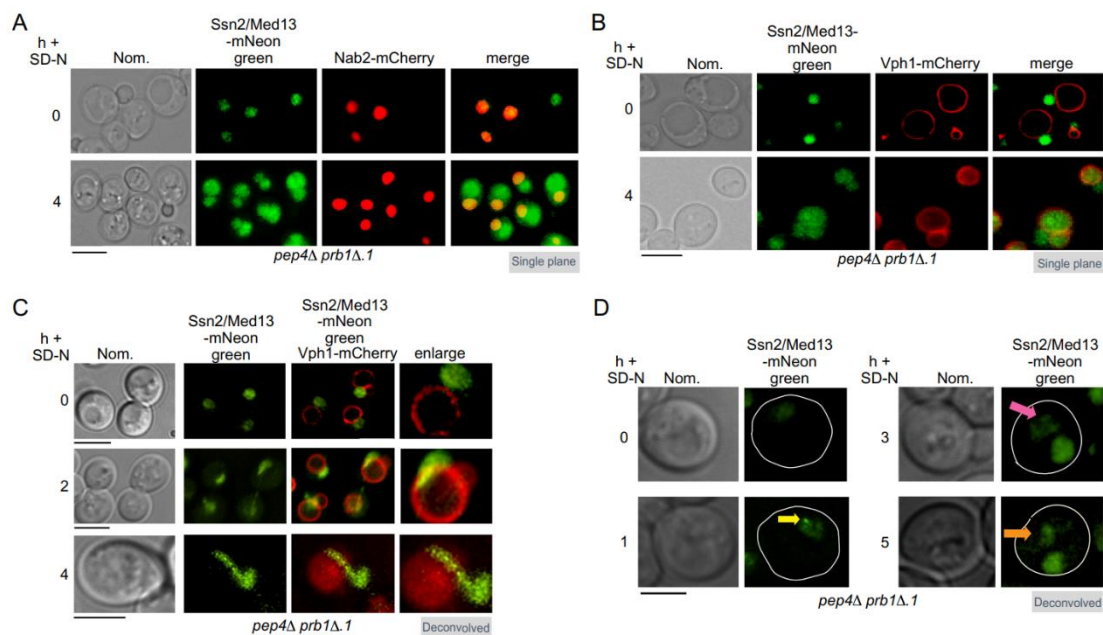 A
h +
SD-N
Nom.
Ssn2/Med13
-mNeon
green
Nab2-mCherry
merge
0
4
pep4Δ prb1Δ.1
Single plane
B
h +
SD-N
Nom.
Ssn2/Med13-
mNeon
green
Vph1-mCherry
merge
0
4
pep4Δ prb1Δ.1
Single plane
C
h +
SD-N
Nom.
Ssn2/Med13
-mNeon
green
Ssn2/Med13
-mNeon
green
Vph1-mCherry
enlarge
0
2
4
pep4Δ prb1Δ.1
Deconvolved
D
h +
SD-N
Nom.
Ssn2/Med13
-mNeon
green
h +
SD-N
Nom.
Ssn2/Med13
-mNeon
green
0
3
1
5
pep4Δ prb1Δ.1
Deconvolved